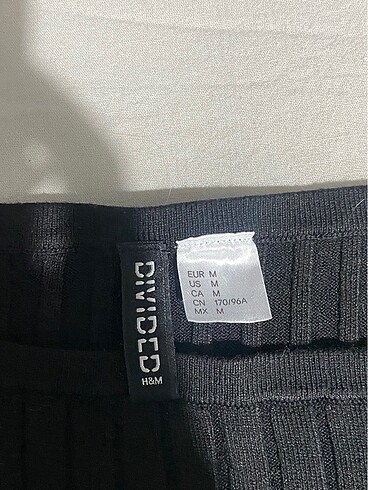 DIVIDED
H&M
EUR M
US M
CA M
CN 170/96A
MX M